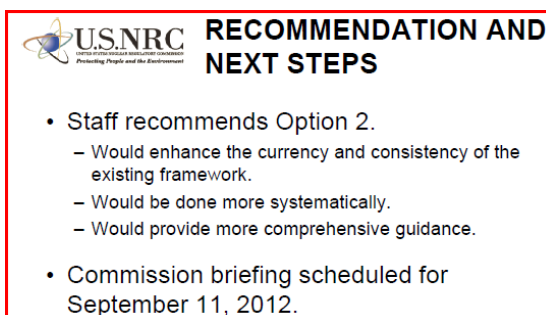 U.S.NRC
UNITED STATES NUCLEAR REGULATORY COMMISSION
Protecting People and the Environment
RECOMMENDATION AND
NEXT STEPS
• Staff recommends Option 2.
– Would enhance the currency and consistency of the
existing framework.
– Would be done more systematically.
– Would provide more comprehensive guidance.
• Commission briefing scheduled for
September 11, 2012.